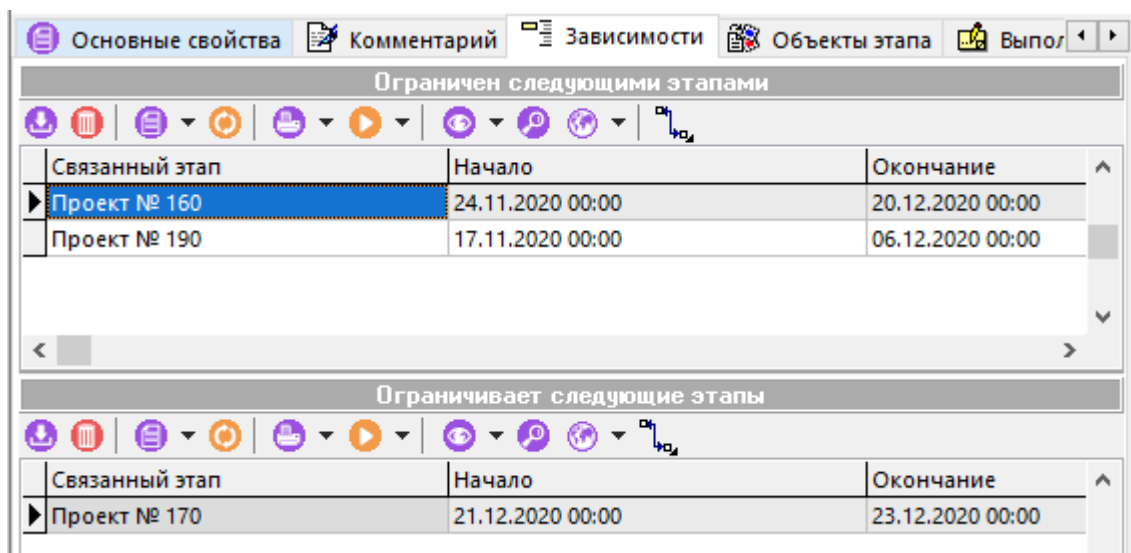 Основные свойства Комментарий Зависимости Объекты этапа Выпол
Ограничен следующими этапами
Связанный этап Начало Окончание
Проект № 160 24.11.2020 00:00 20.12.2020 00:00
Проект № 190 17.11.2020 00:00 06.12.2020 00:00
Ограничивает следующие этапы
Связанный этап Начало Окончание
Проект № 170 21.12.2020 00:00 23.12.2020 00:00